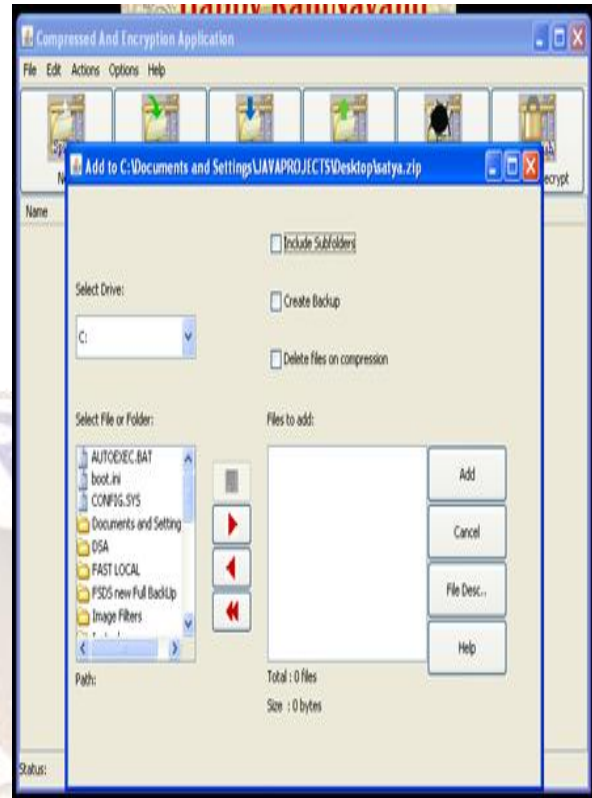 Happy RamNavami
Compressed And Encryption Application
File Edit Actions Options Help
Add to C:\Documents and Settings\JAVAPROJECTS\Desktop\satya.zip
ecrypt
Name
Include Subfolders
Select Drive:
Create Backup
C:
Delete files on compression
Select File or Folder:
Files to add:
AUTOEXEC.BAT
boot.ini
CONFIG.SYS
Documents and Setting
DSA
FAST LOCAL
FSDS new Full BackUp
Image Filters
Add
Cancel
File Desc..
Help
Path:
Total : 0 files
Size : 0 bytes
Status: